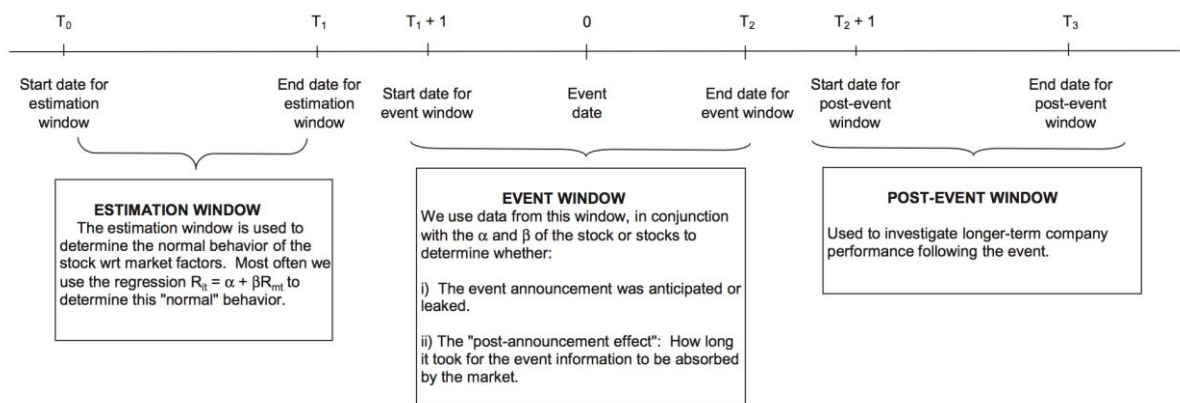 T₀ T₁ T₁ + 1 0 T₂ T₂ + 1 T₃
Start date for
estimation
window
End date for
estimation
window
Start date for
event window
Event
date
End date for
event window
Start date for
post-event
window
End date for
post-event
window
ESTIMATION WINDOW
The estimation window is used to
determine the normal behavior of the
stock wrt market factors. Most often we
use the regression Rᵢₜ = α + βRₘₜ to
determine this "normal" behavior.
EVENT WINDOW
We use data from this window, in conjunction
with the α and β of the stock or stocks to
determine whether:
i) The event announcement was anticipated or
leaked.
ii) The "post-announcement effect": How long
it took for the event information to be absorbed
by the market.
POST-EVENT WINDOW
Used to investigate longer-term company
performance following the event.